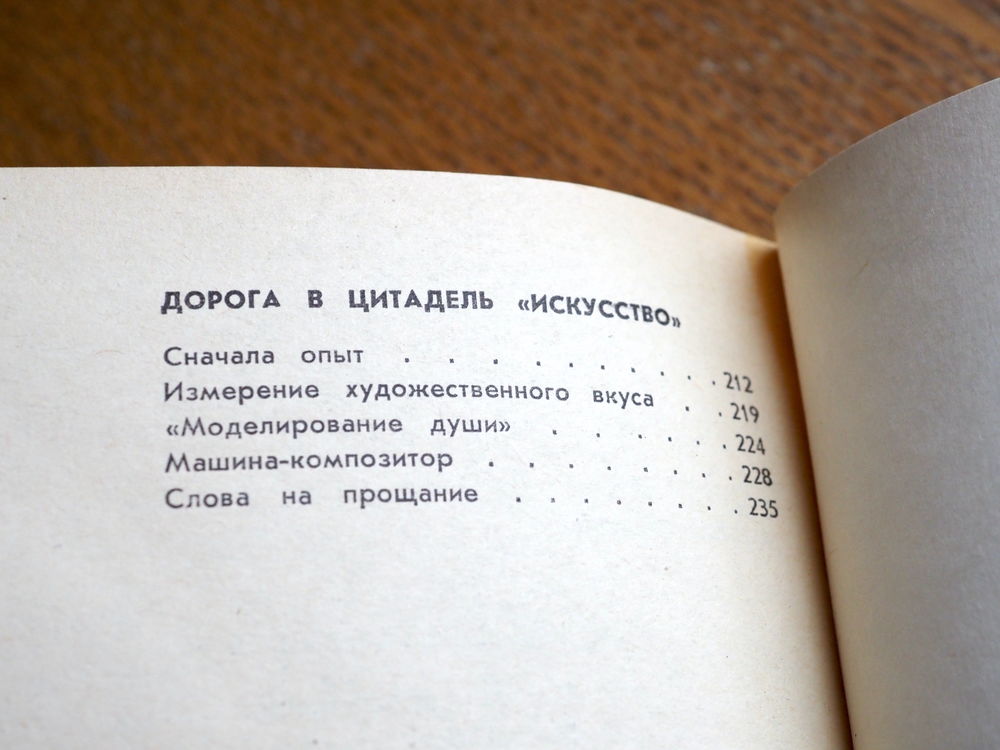 ДОРОГА В ЦИТАДЕЛЬ «ИСКУССТВО»
Сначала опыт . . . . . . . . 212
Измерение художественного вкуса . . 219
«Моделирование души» . . . . . . 224
Машина-композитор . . . . . . . 228
Слова на прощание . . . . . . . 235